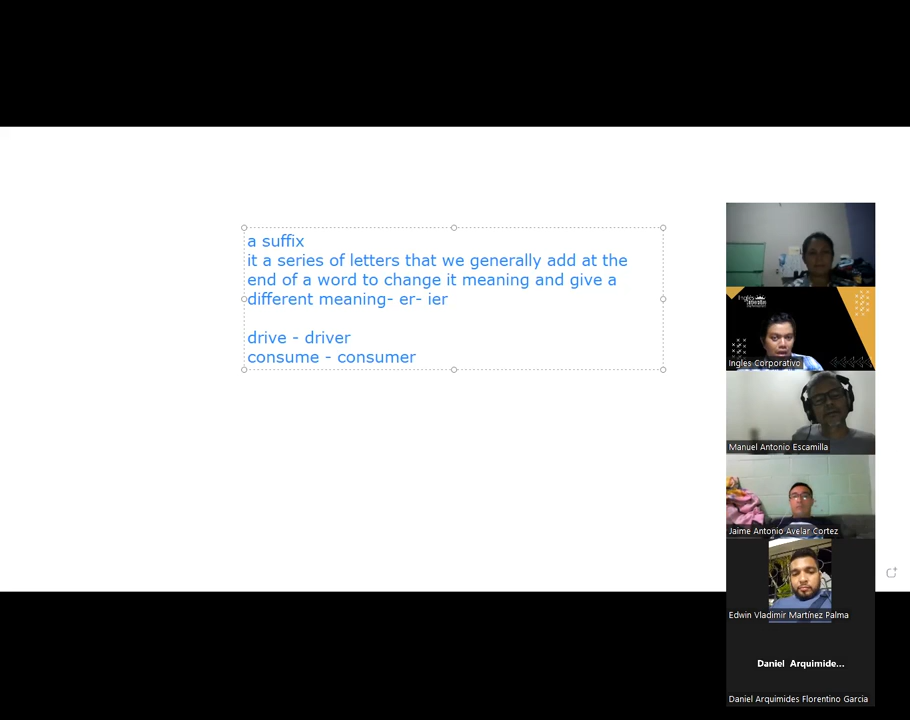 a suffix
it a series of letters that we generally add at the
end of a word to change it meaning and give a
different meaning- er- ier
drive - driver
consume - consumer
Inglés
Ingles Corporativo
Manuel Antonio Escamilla
Jaime Antonio Avelar Cortez
Edwin Vladimir Martínez Palma
Daniel Arquimide...
Daniel Arquimides Florentino Garcia